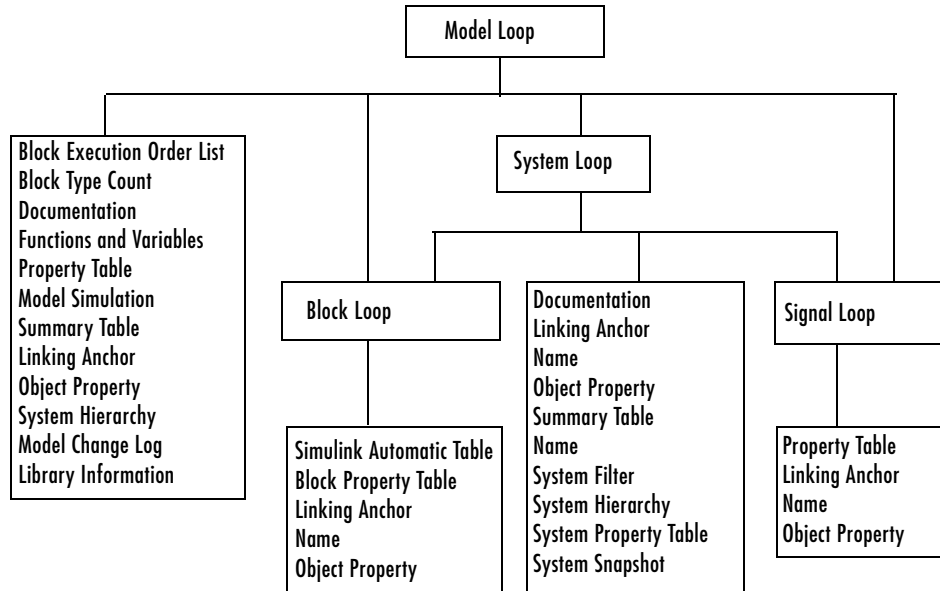 Model Loop
Block Execution Order List
Block Type Count
Documentation
Functions and Variables
Property Table
Model Simulation
Summary Table
Linking Anchor
Object Property
System Hierarchy
Model Change Log
Library Information
System Loop
Block Loop
Simulink Automatic Table
Block Property Table
Linking Anchor
Name
Object Property
Documentation
Linking Anchor
Name
Object Property
Summary Table
Name
System Filter
System Hierarchy
System Property Table
System Snapshot
Signal Loop
Property Table
Linking Anchor
Name
Object Property